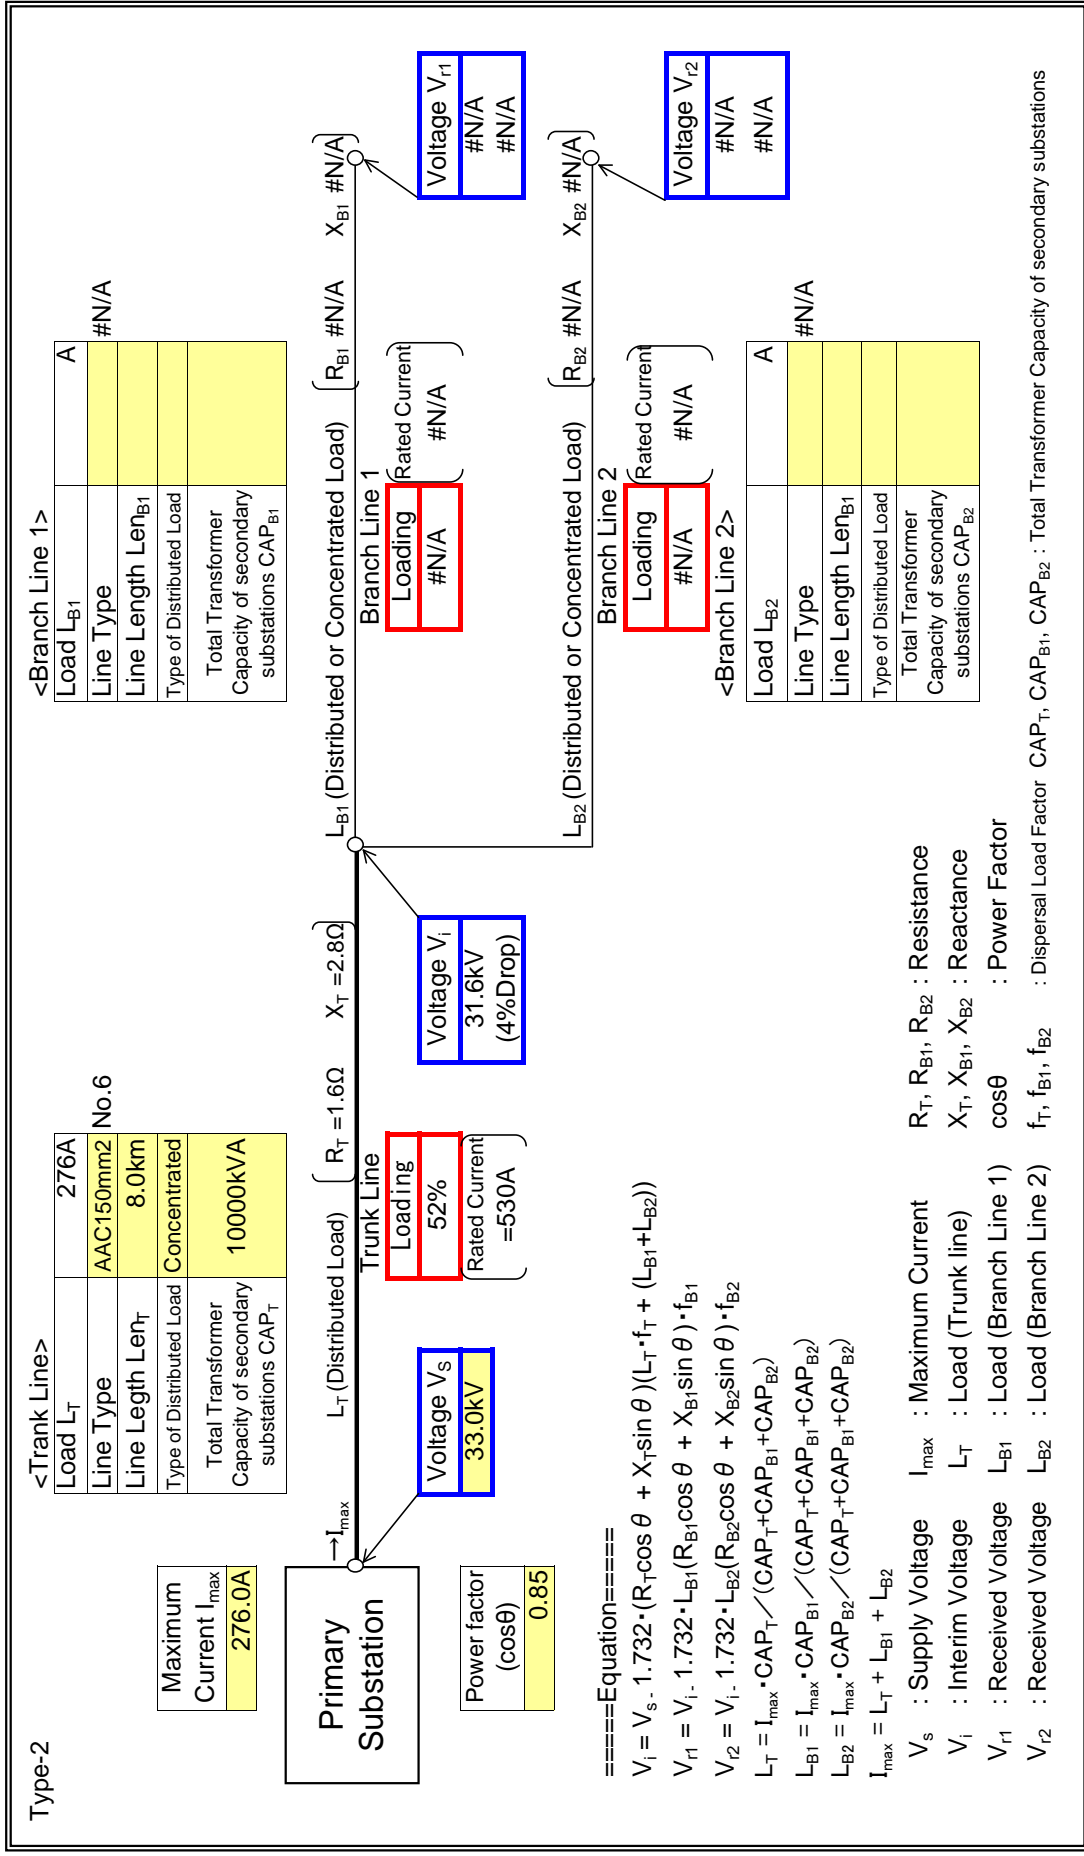 Type-2
Maximum
Current Imax
276.0A
<Trank Line>
Load LT 276A
Line Type AAC150mm2 No.6
Line Legth LenT 8.0km
Type of Distributed Load Concentrated
Total Transformer
Capacity of secondary
substations CAPT
10000kVA
<Branch Line 1>
Load LB1 A
Line Type #N/A
Line Length LenB1
Type of Distributed Load
Total Transformer
Capacity of secondary
substations CAPB1
Primary
Substation
→Imax
LT (Distributed Load)
RT =1.6Ω XT =2.8Ω
LB1 (Distributed or Concentrated Load)
RB1 #N/A XB1 #N/A
Voltage VS
33.0kV
Trunk Line
Loading
52%
Rated Current
=530A
Voltage Vi
31.6kV
(4%Drop)
Branch Line 1
Loading
#N/A
Rated Current
#N/A
Voltage Vr1
#N/A
#N/A
Power factor
(cosθ)
0.85
LB2 (Distributed or Concentrated Load)
RB2 #N/A XB2 #N/A
Branch Line 2
Loading
#N/A
Rated Current
#N/A
Voltage Vr2
#N/A
#N/A
<Branch Line 2>
Load LB2 A
Line Type #N/A
Line Length LenB1
Type of Distributed Load
Total Transformer
Capacity of secondary
substations CAPB2
=====Equation=====
Vi = Vs - 1.732・(RTcosθ + XTsinθ)(LT・fT + (LB1+LB2))
Vr1 = Vi - 1.732・LB1(RB1cosθ + XB1sinθ)・fB1
Vr2 = Vi - 1.732・LB2(RB2cosθ + XB2sinθ)・fB2
LT = Imax・CAPT／(CAPT+CAPB1+CAPB2)
LB1 = Imax・CAPB1／(CAPT+CAPB1+CAPB2)
LB2 = Imax・CAPB2／(CAPT+CAPB1+CAPB2)
Imax = LT + LB1 + LB2
Vs : Supply Voltage Imax : Maximum Current RT, RB1, RB2 : Resistance
Vi : Interim Voltage LT : Load (Trunk line) XT, XB1, XB2 : Reactance
Vr1 : Received Voltage LB1 : Load (Branch Line 1) cosθ : Power Factor
Vr2 : Received Voltage LB2 : Load (Branch Line 2) fT, fB1, fB2 : Dispersal Load Factor CAPT, CAPB1, CAPB2 : Total Transformer Capacity of secondary substations